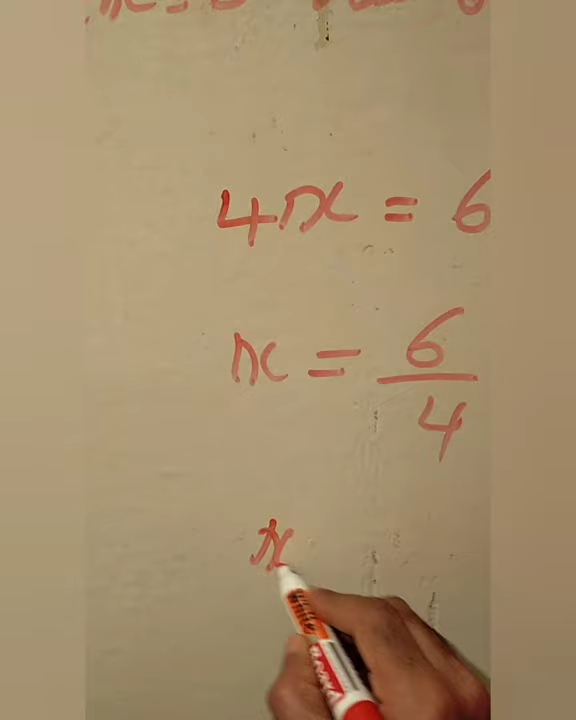 4x = 6
x = 6/4
x